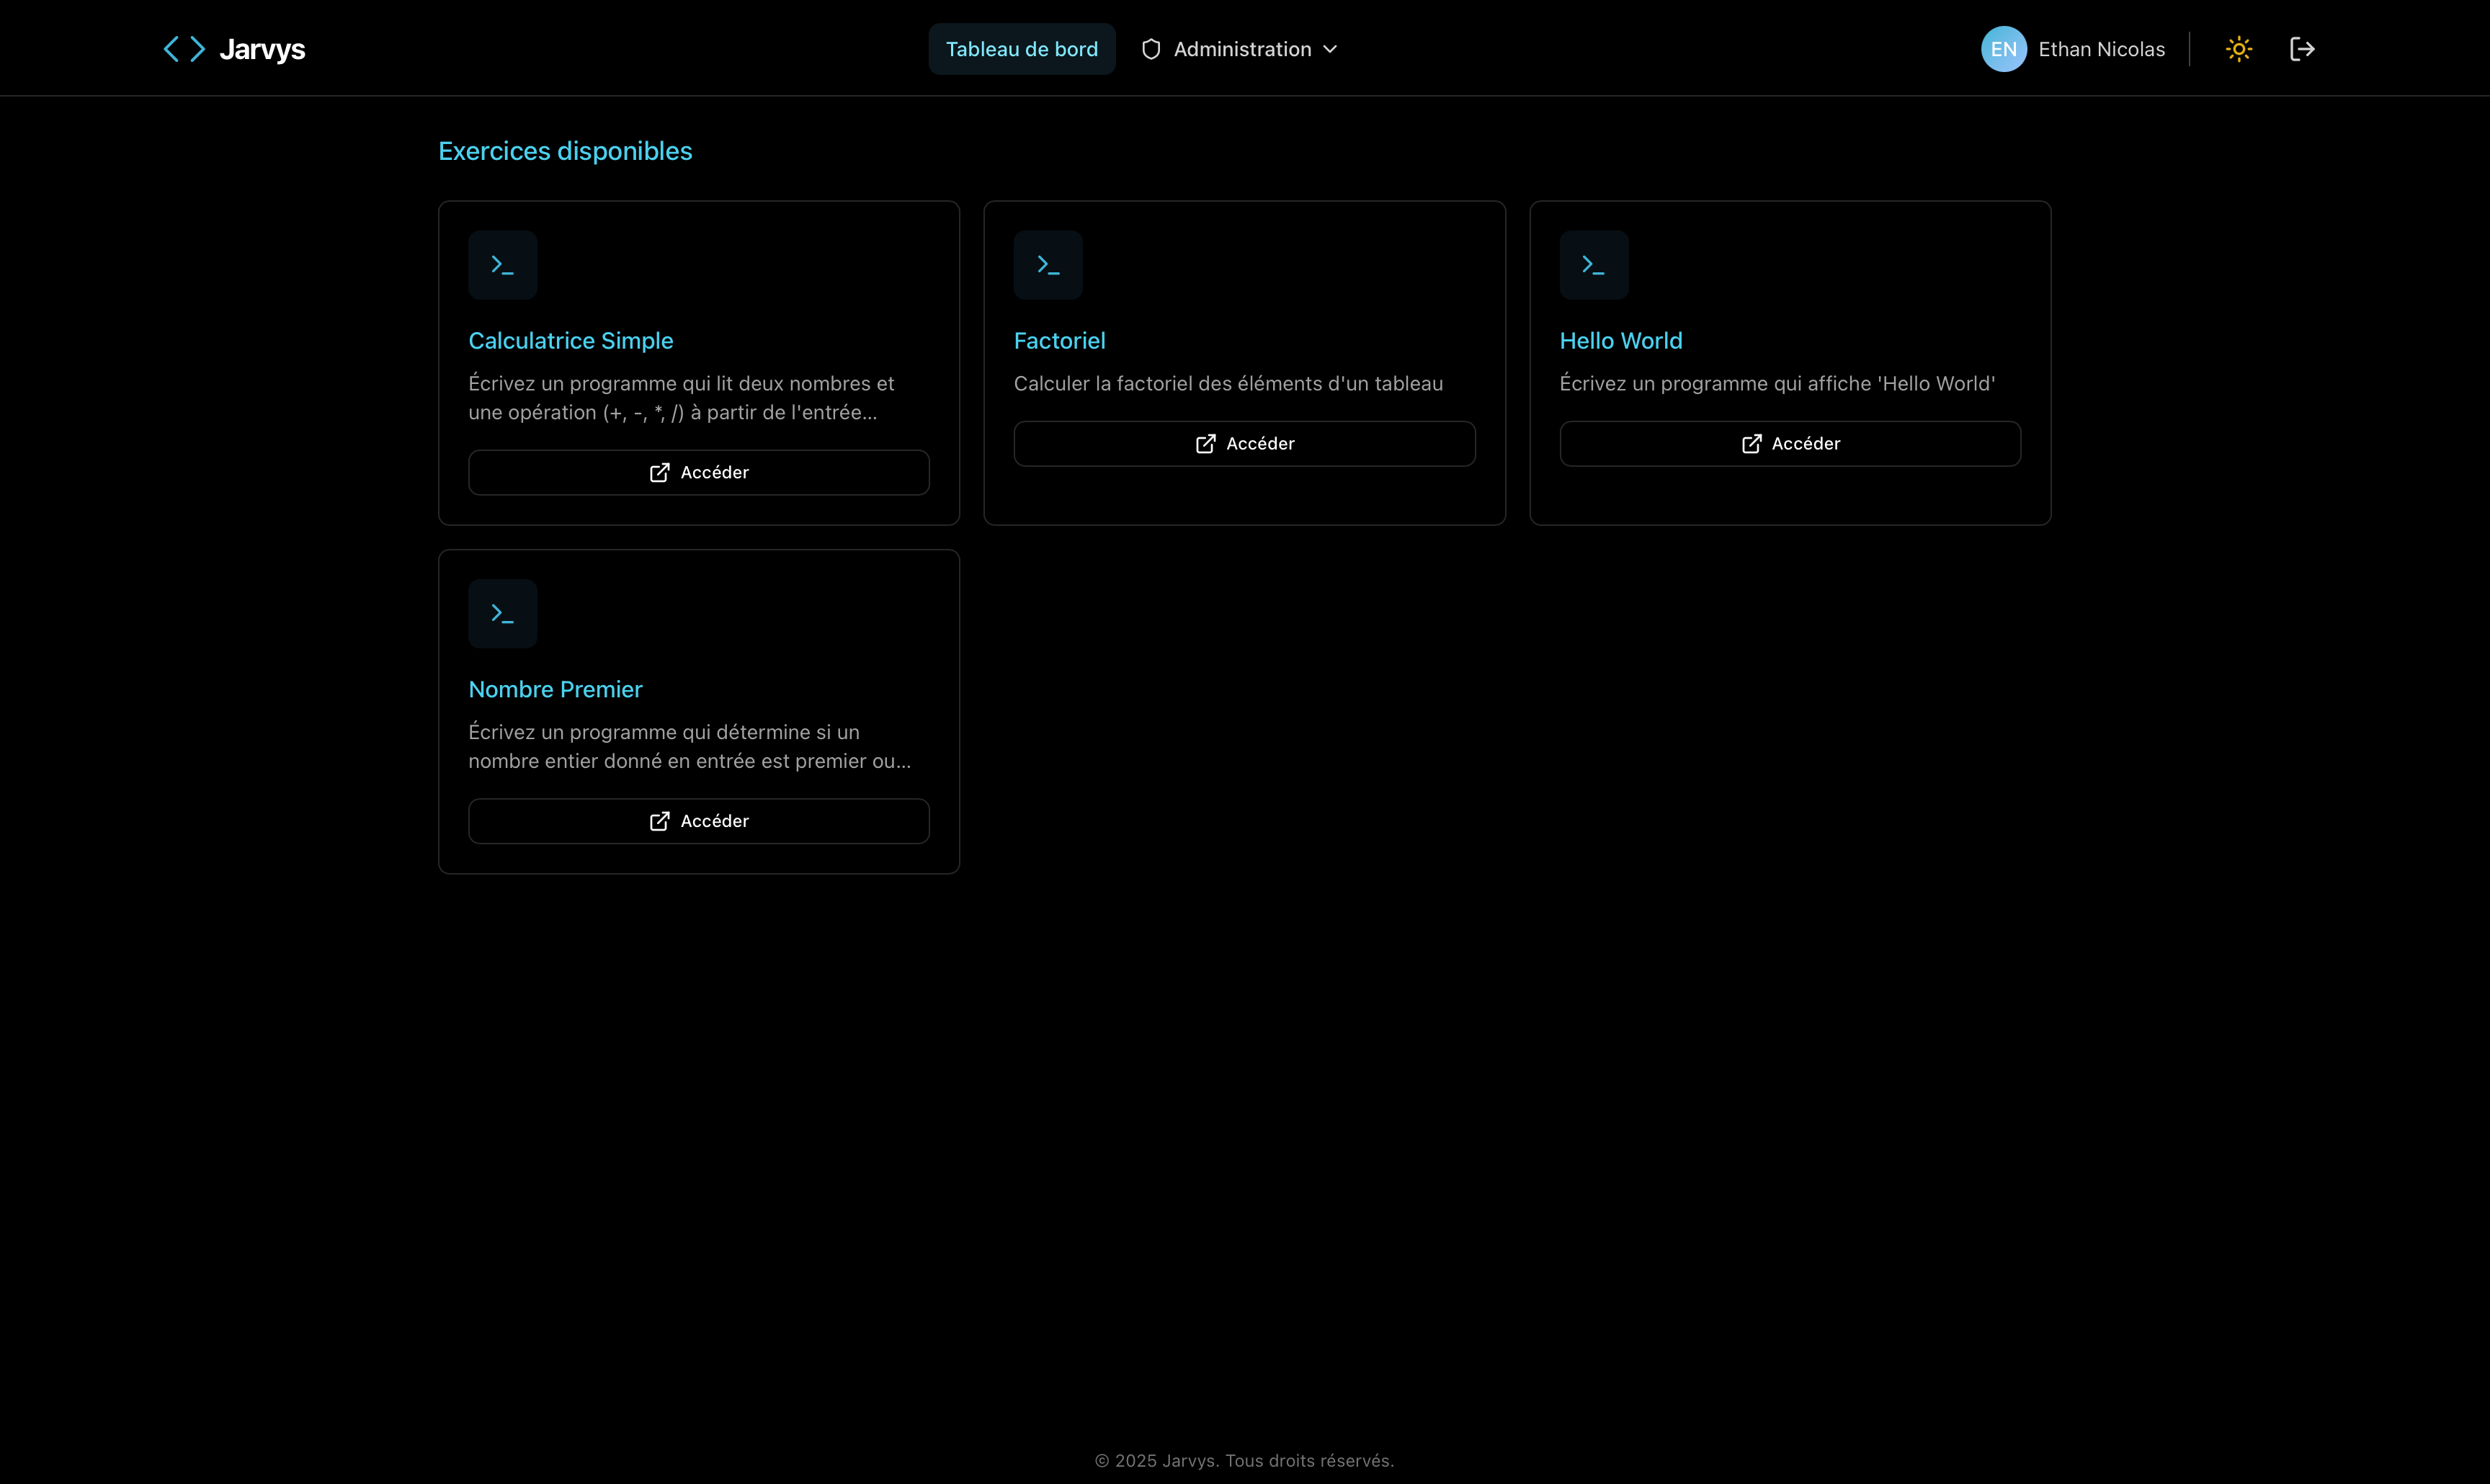 Jarvys
Tableau de bord
Administration
EN
Ethan Nicolas
Exercices disponibles
Calculatrice Simple
Écrivez un programme qui lit deux nombres et
une opération (+, -, *, /) à partir de l'entrée...
Accéder
Factoriel
Calculer la factoriel des éléments d'un tableau
Accéder
Hello World
Écrivez un programme qui affiche 'Hello World'
Accéder
Nombre Premier
Écrivez un programme qui détermine si un
nombre entier donné en entrée est premier ou...
Accéder
© 2025 Jarvys. Tous droits réservés.